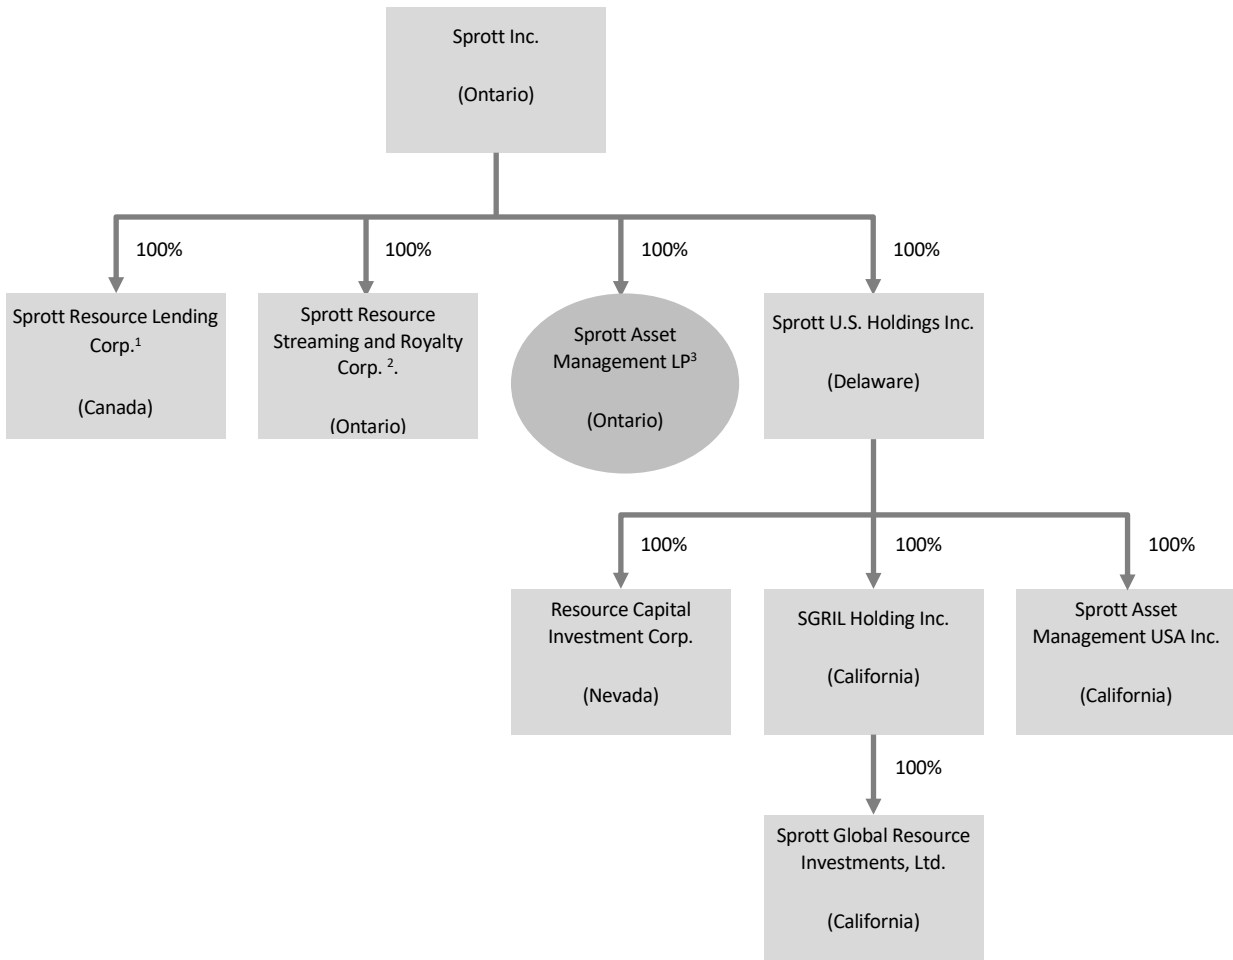 Sprott Inc.
(Ontario)
100%
100%
100%
100%
Sprott Resource Lending
Corp.¹
(Canada)
Sprott Resource
Streaming and Royalty
Corp. ².
(Ontario)
Sprott Asset
Management LP³
(Ontario)
Sprott U.S. Holdings Inc.
(Delaware)
100%
100%
100%
Resource Capital
Investment Corp.
(Nevada)
SGRIL Holding Inc.
(California)
Sprott Asset
Management USA Inc.
(California)
100%
Sprott Global Resource
Investments, Ltd.
(California)